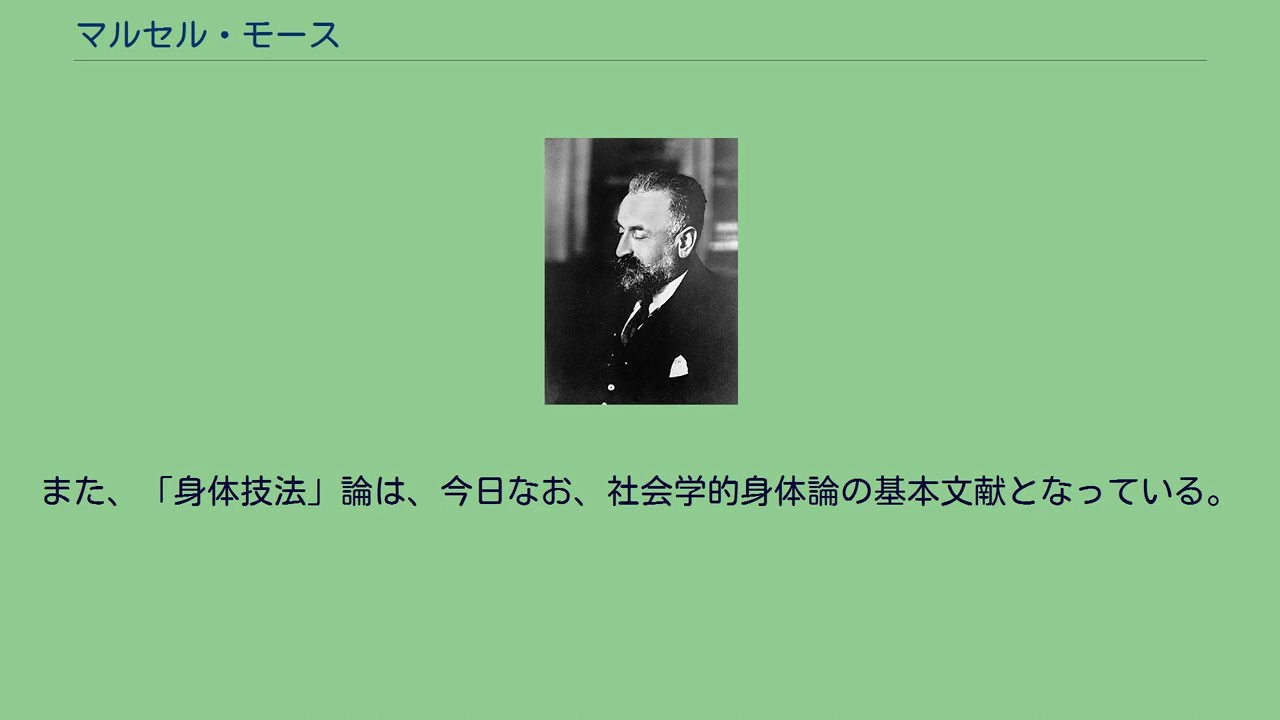 マルセル・モース
また、「身体技法」論は、今日なお、社会学的身体論の基本文献となっている。